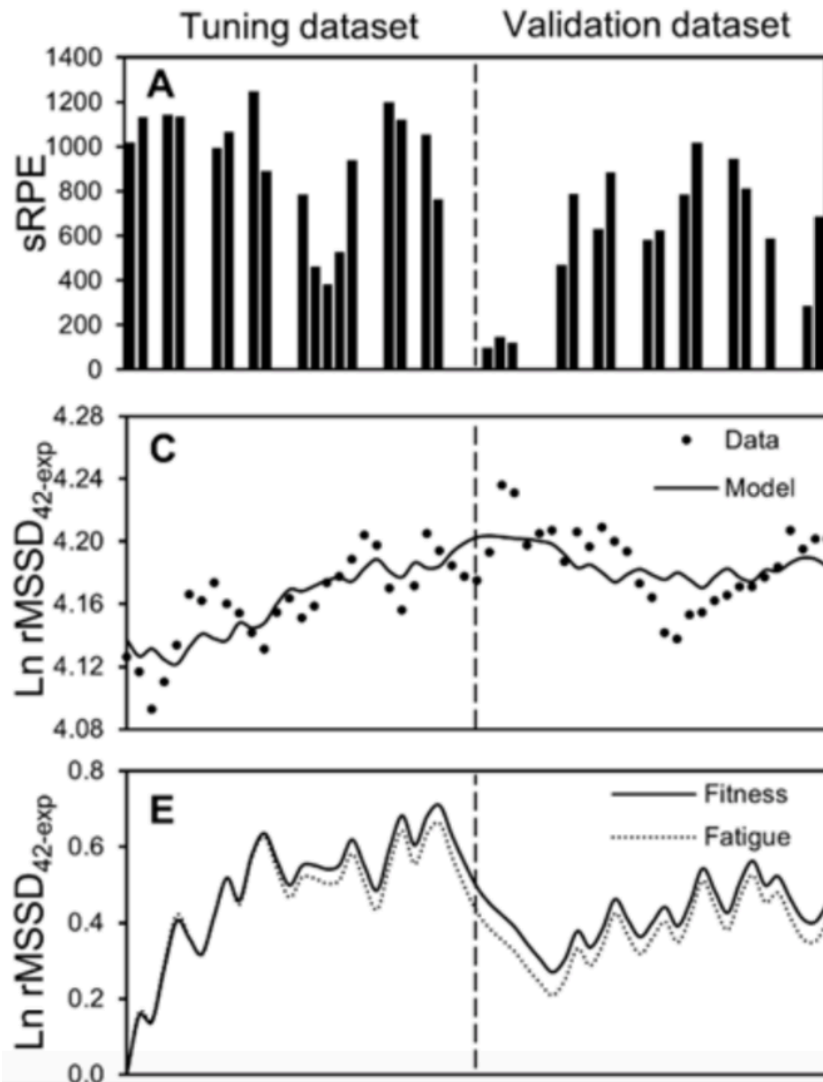 Tuning dataset Validation dataset
A
sRPE
1400
1200
1000
800
600
400
200
0
C
Ln rMSSD42-exp
4.28
4.24
4.20
4.16
4.12
4.08
Data
Model
E
Ln rMSSD42-exp
0.8
0.6
0.4
0.2
0.0
Fitness
Fatigue